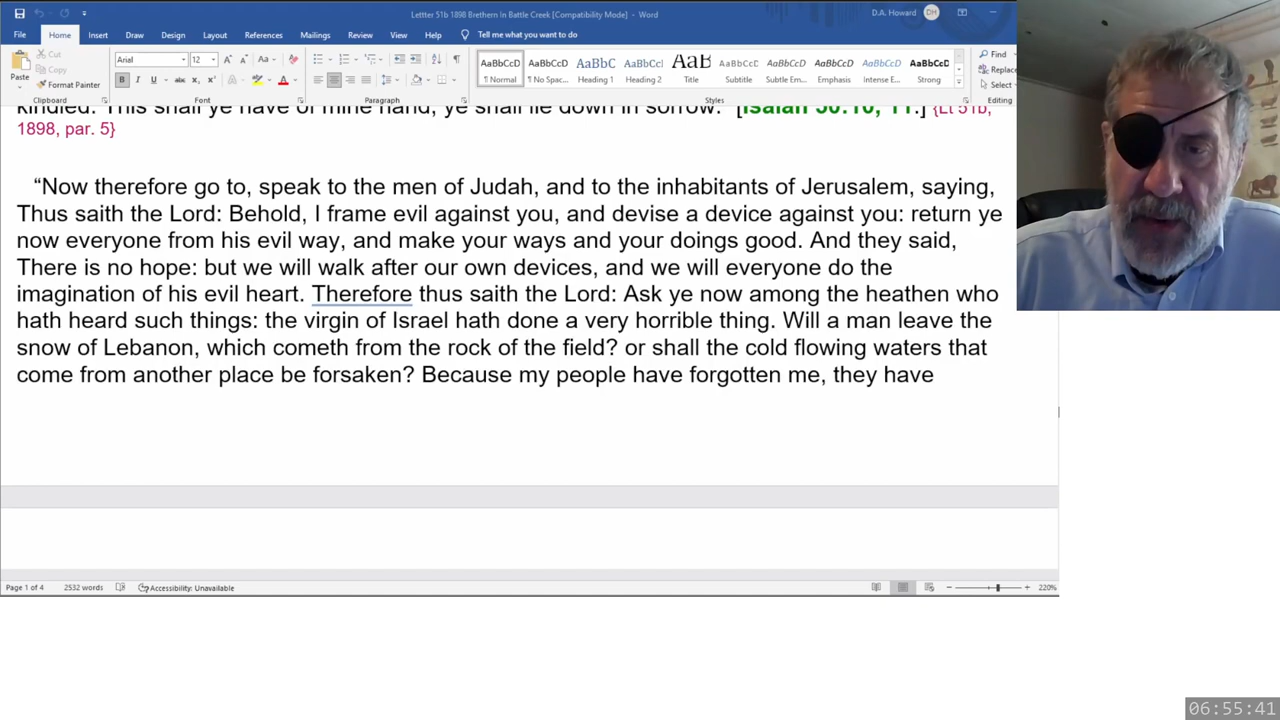 Lettter 51b 1898 Brethern In Battle Creek [Compatibility Mode] - Word
D.A. Howard
DH
File Home Insert Draw Design Layout References Mailings Review View Help Tell me what you want to do
Paste
Cut
Copy
Format Painter
Clipboard
Arial
12
Font
Paragraph
AaBbCcD AaBbCcD AaBbC AaBbCcl AaB AaBbCcD AaBbCcD AaBbCcD AaBbCcD AaBbCcD
¶ Normal ¶ No Spac... Heading 1 Heading 2 Title Subtitle Subtle Em... Emphasis Intense E... Strong
Styles
Find
Replace
Select
Editing
kindled. This shall ye have of mine hand, ye shall lie down in sorrow.” [Isaiah 50:10, 11.] {Lt 51b,
1898, par. 5}
“Now therefore go to, speak to the men of Judah, and to the inhabitants of Jerusalem, saying,
Thus saith the Lord: Behold, I frame evil against you, and devise a device against you: return ye
now everyone from his evil way, and make your ways and your doings good. And they said,
There is no hope: but we will walk after our own devices, and we will everyone do the
imagination of his evil heart. Therefore thus saith the Lord: Ask ye now among the heathen who
hath heard such things: the virgin of Israel hath done a very horrible thing. Will a man leave the
snow of Lebanon, which cometh from the rock of the field? or shall the cold flowing waters that
come from another place be forsaken? Because my people have forgotten me, they have
Page 1 of 4 2532 words Accessibility: Unavailable 220%
06:55:41